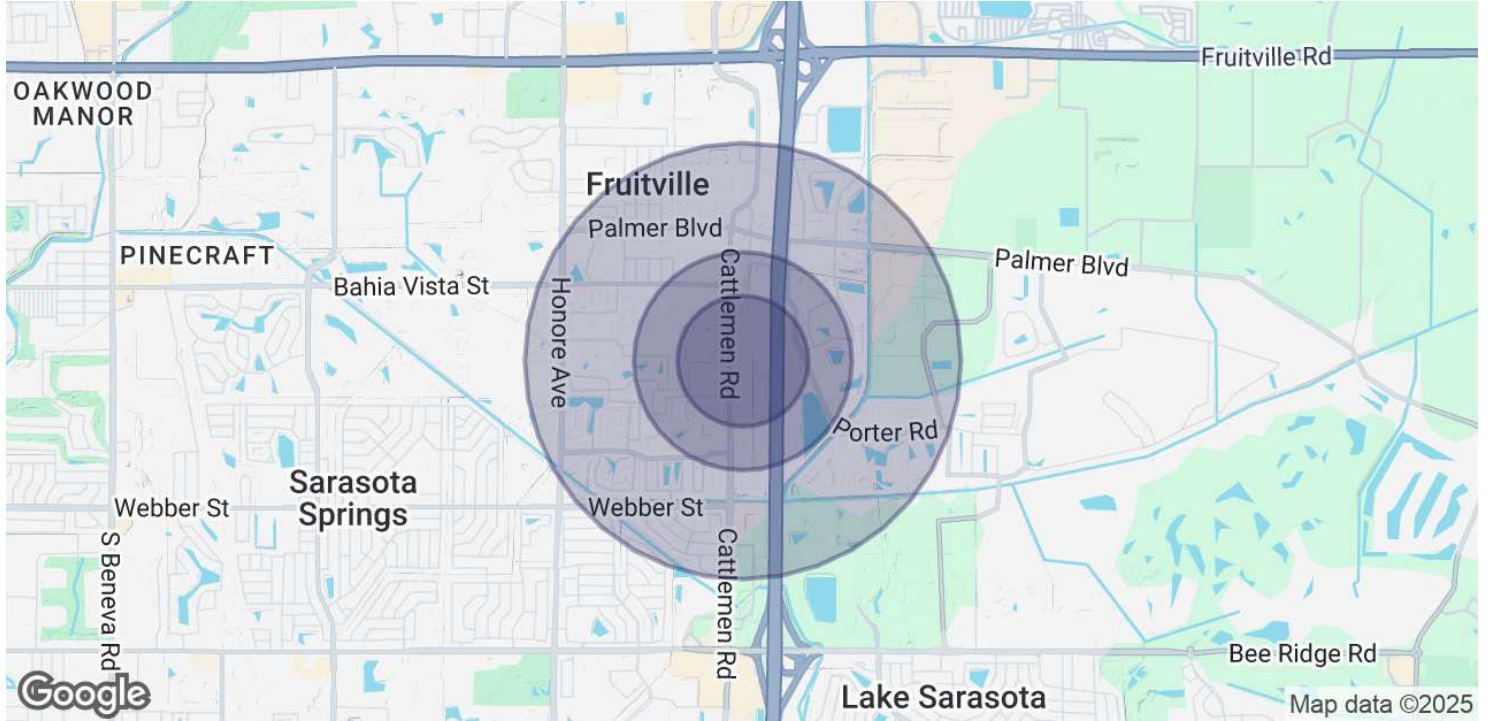 Fruitville Rd
OAKWOOD
MANOR
Fruitville
Palmer Blvd
PINECRAFT
Palmer Blvd
Bahia Vista St
Honore Ave
Cattlemen Rd
Porter Rd
Sarasota
Springs
Webber St
Webber St
S Beneva Rd
Cattlemen Rd
Bee Ridge Rd
Lake Sarasota
Google
Map data ©2025